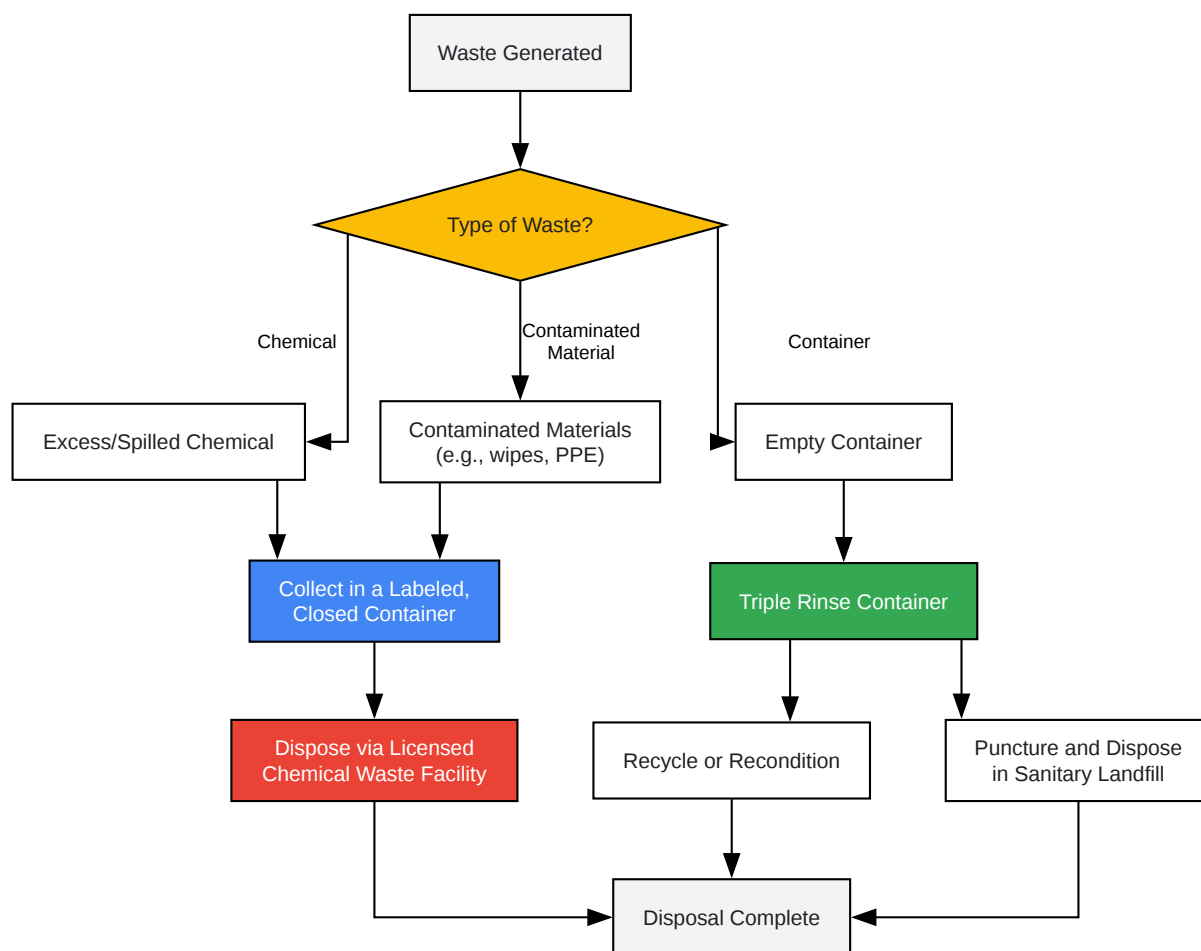 Waste Generated
Type of Waste?
Chemical
Contaminated
Material
Container
Excess/Spilled Chemical
Contaminated Materials
(e.g., wipes, PPE)
Empty Container
Collect in a Labeled,
Closed Container
Triple Rinse Container
Dispose via Licensed
Chemical Waste Facility
Recycle or Recondition
Puncture and Dispose
in Sanitary Landfill
Disposal Complete